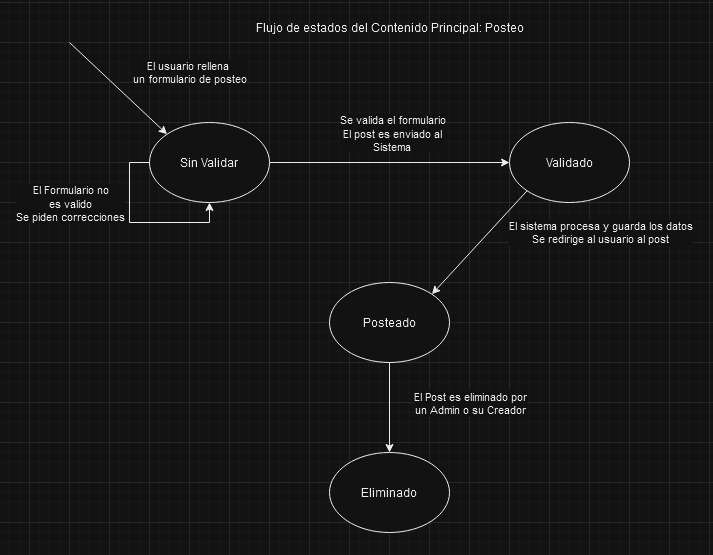 Flujo de estados del Contenido Principal: Posteo
El usuario rellena
un formulario de posteo
Se valida el formulario
El post es enviado al
Sistema
Sin Validar
Validado
El Formulario no
es valido
Se piden correcciones
El sistema procesa y guarda los datos
Se redirige al usuario al post
Posteado
El Post es eliminado por
un Admin o su Creador
Eliminado